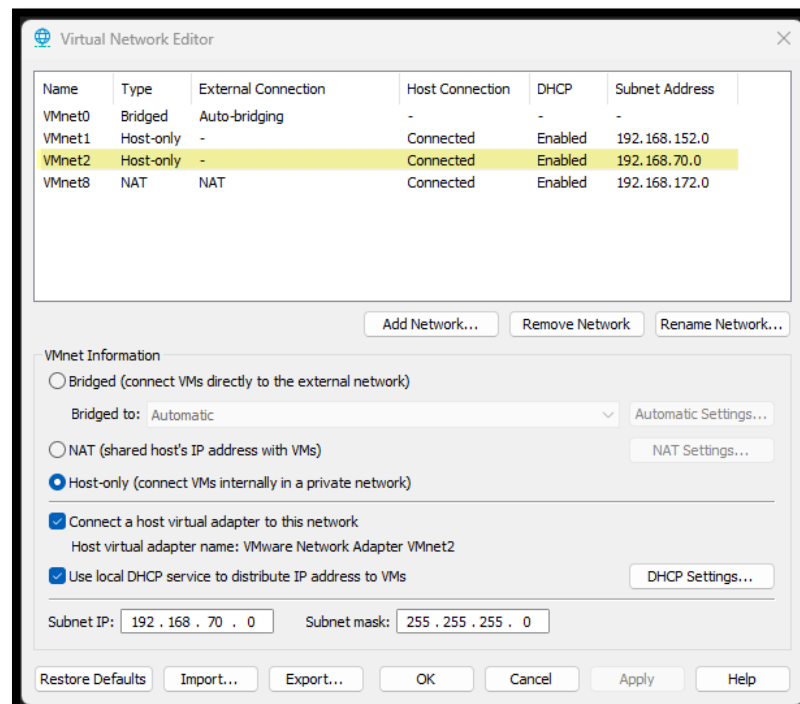 Virtual Network Editor
Name Type External Connection Host Connection DHCP Subnet Address
VMnet0 Bridged Auto-bridging - - -
VMnet1 Host-only - Connected Enabled 192.168.152.0
VMnet2 Host-only - Connected Enabled 192.168.70.0
VMnet8 NAT NAT Connected Enabled 192.168.172.0
Add Network... Remove Network Rename Network...
VMnet Information
Bridged (connect VMs directly to the external network)
Bridged to: Automatic Automatic Settings...
NAT (shared host's IP address with VMs) NAT Settings...
Host-only (connect VMs internally in a private network)
Connect a host virtual adapter to this network
Host virtual adapter name: VMware Network Adapter VMnet2
Use local DHCP service to distribute IP address to VMs DHCP Settings...
Subnet IP: 192 . 168 . 70 . 0 Subnet mask: 255 . 255 . 255 . 0
Restore Defaults Import... Export... OK Cancel Apply Help